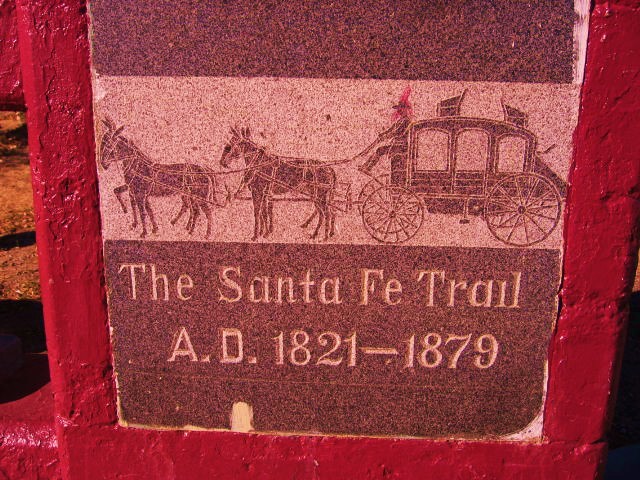 The Santa Fe Trail
A.D. 1821—1879